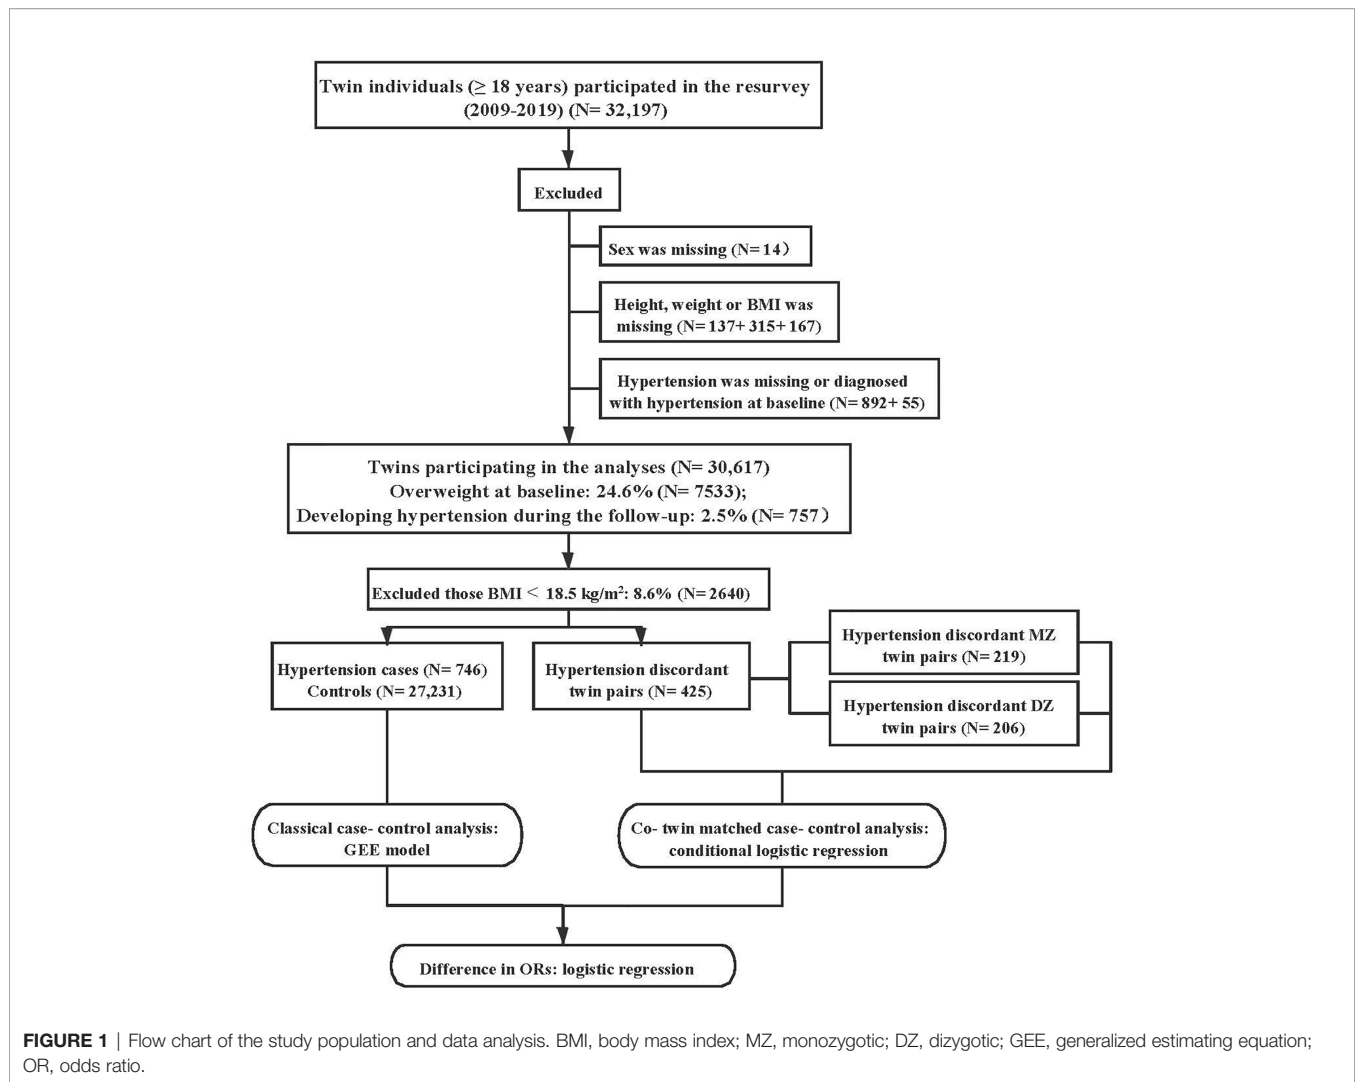 Twin individuals (≥ 18 years) participated in the resurvey
(2009-2019) (N= 32,197)
Excluded
Sex was missing (N= 14）
Height, weight or BMI was
missing (N= 137+ 315+ 167)
Hypertension was missing or diagnosed
with hypertension at baseline (N= 892+ 55)
Twins participating in the analyses (N= 30,617)
Overweight at baseline: 24.6% (N= 7533);
Developing hypertension during the follow-up: 2.5% (N= 757）
Excluded those BMI < 18.5 kg/m²: 8.6% (N= 2640)
Hypertension cases (N= 746)
Controls (N= 27,231)
Hypertension discordant
twin pairs (N= 425)
Hypertension discordant MZ
twin pairs (N= 219)
Hypertension discordant DZ
twin pairs (N= 206)
Classical case- control analysis:
GEE model
Co- twin matched case- control analysis:
conditional logistic regression
Difference in ORs: logistic regression
FIGURE 1 | Flow chart of the study population and data analysis. BMI, body mass index; MZ, monozygotic; DZ, dizygotic; GEE, generalized estimating equation;
OR, odds ratio.